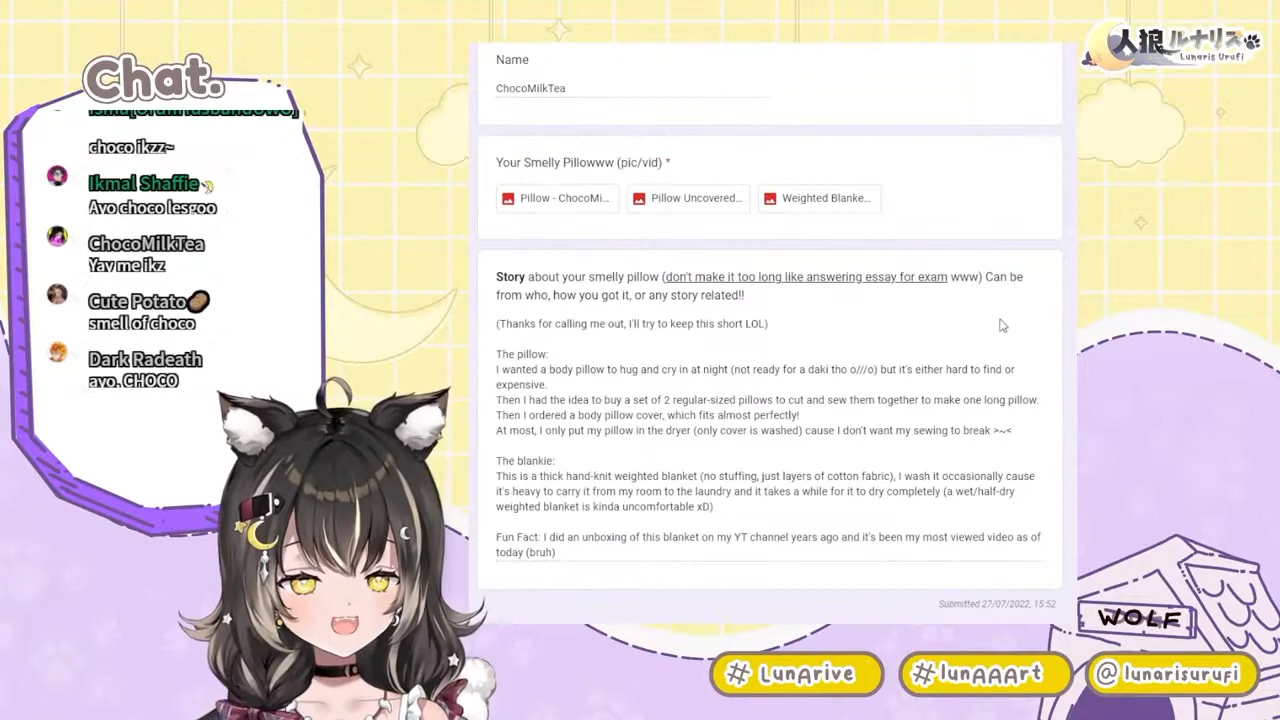 Chat.
choco ikzz~
Ikmal Shaffie
Ayo choco lesgoo
ChocoMilkTea
Yay me ikz
Cute Potato
smell of choco
Dark Radeath
ayo, CHOCO
Name
ChocoMilkTea
Your Smelly Pillowww (pic/vid) *
Pillow - ChocoMi...
Pillow Uncovered...
Weighted Blanke...
Story about your smelly pillow (don't make it too long like answering essay for exam www) Can be
from who, how you got it, or any story related!!
(Thanks for calling me out, I'll try to keep this short LOL)
The pillow:
I wanted a body pillow to hug and cry in at night (not ready for a daki tho o///o) but it's either hard to find or
expensive.
Then I had the idea to buy a set of 2 regular-sized pillows to cut and sew them together to make one long pillow.
Then I ordered a body pillow cover, which fits almost perfectly!
At most, I only put my pillow in the dryer (only cover is washed) cause I don't want my sewing to break >~<
The blankie:
This is a thick hand-knit weighted blanket (no stuffing, just layers of cotton fabric), I wash it occasionally cause
it's heavy to carry it from my room to the laundry and it takes a while for it to dry completely (a wet/half-dry
weighted blanket is kinda uncomfortable xD)
Fun Fact: I did an unboxing of this blanket on my YT channel years ago and it's been my most viewed video as of
today (bruh)
Submitted 27/07/2022, 15:52
人狼ルナリス
Lunaris Urufi
WOLF
# LunArive
#lunAAArt
@lunarisurufi